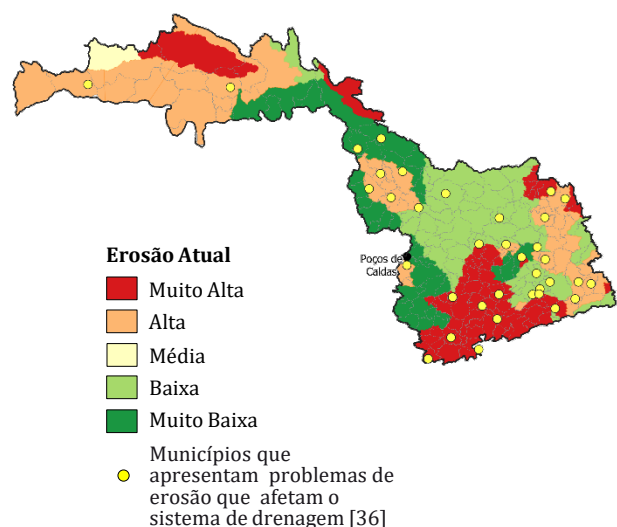 Poços de
Caldas
Erosão Atual
Muito Alta
Alta
Média
Baixa
Muito Baixa
Municípios que
apresentam problemas de
erosão que afetam o
sistema de drenagem [36]